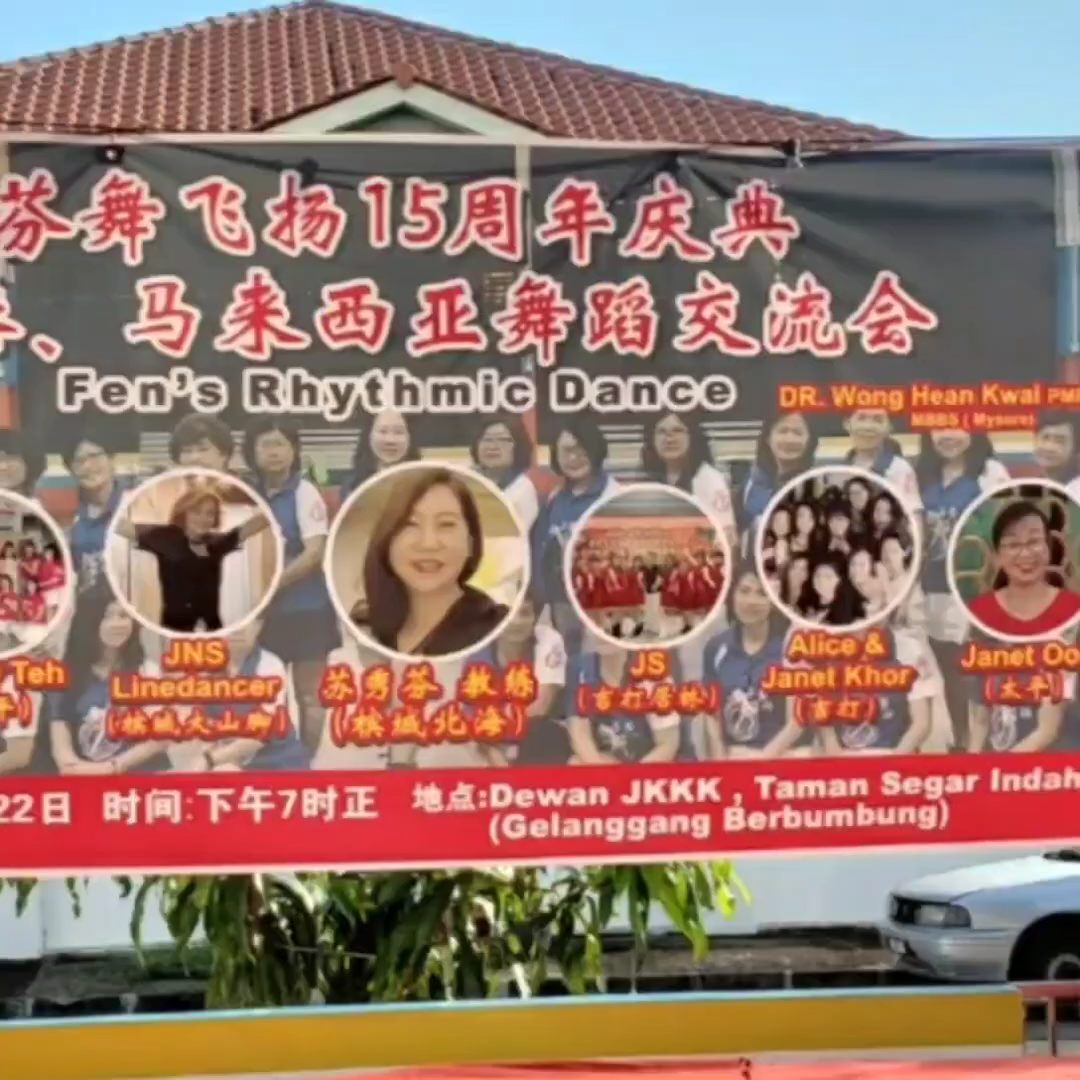 芬舞飞扬15周年庆典
、马来西亚舞蹈交流会
Fen's Rhythmic Dance
DR. Wong Hean Kwai PM
MBBS ( Mysore)
Teh
JNS
Linedancer
(槟城大山脚)
苏秀芬 教练
(槟城北海)
JS
(吉打居林)
Alice &
Janet Khor
(吉打)
Janet Oo
(太平)
22日 时间:下午7时正 地点:Dewan JKKK , Taman Segar Indah
(Gelanggang Berbumbung)